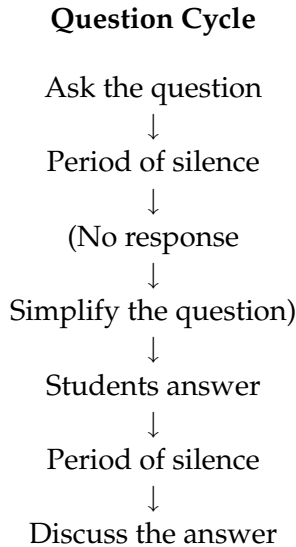 Question Cycle
Ask the question
↓
Period of silence
↓
(No response
↓
Simplify the question)
↓
Students answer
↓
Period of silence
↓
Discuss the answer